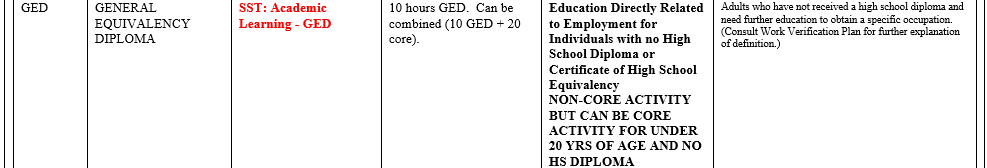 GED
GENERAL
EQUIVALENCY
DIPLOMA
SST: Academic
Learning - GED
10 hours GED.  Can be
combined (10 GED + 20
core).
Education Directly Related
to Employment for
Individuals with no High
School Diploma or
Certificate of High School
Equivalency
NON-CORE ACTIVITY
BUT CAN BE CORE
ACTIVITY FOR UNDER
20 YRS OF AGE AND NO
HS DIPLOMA
Adults who have not received a high school diploma and
need further education to obtain a specific occupation.
(Consult Work Verification Plan for further explanation
of definition.)